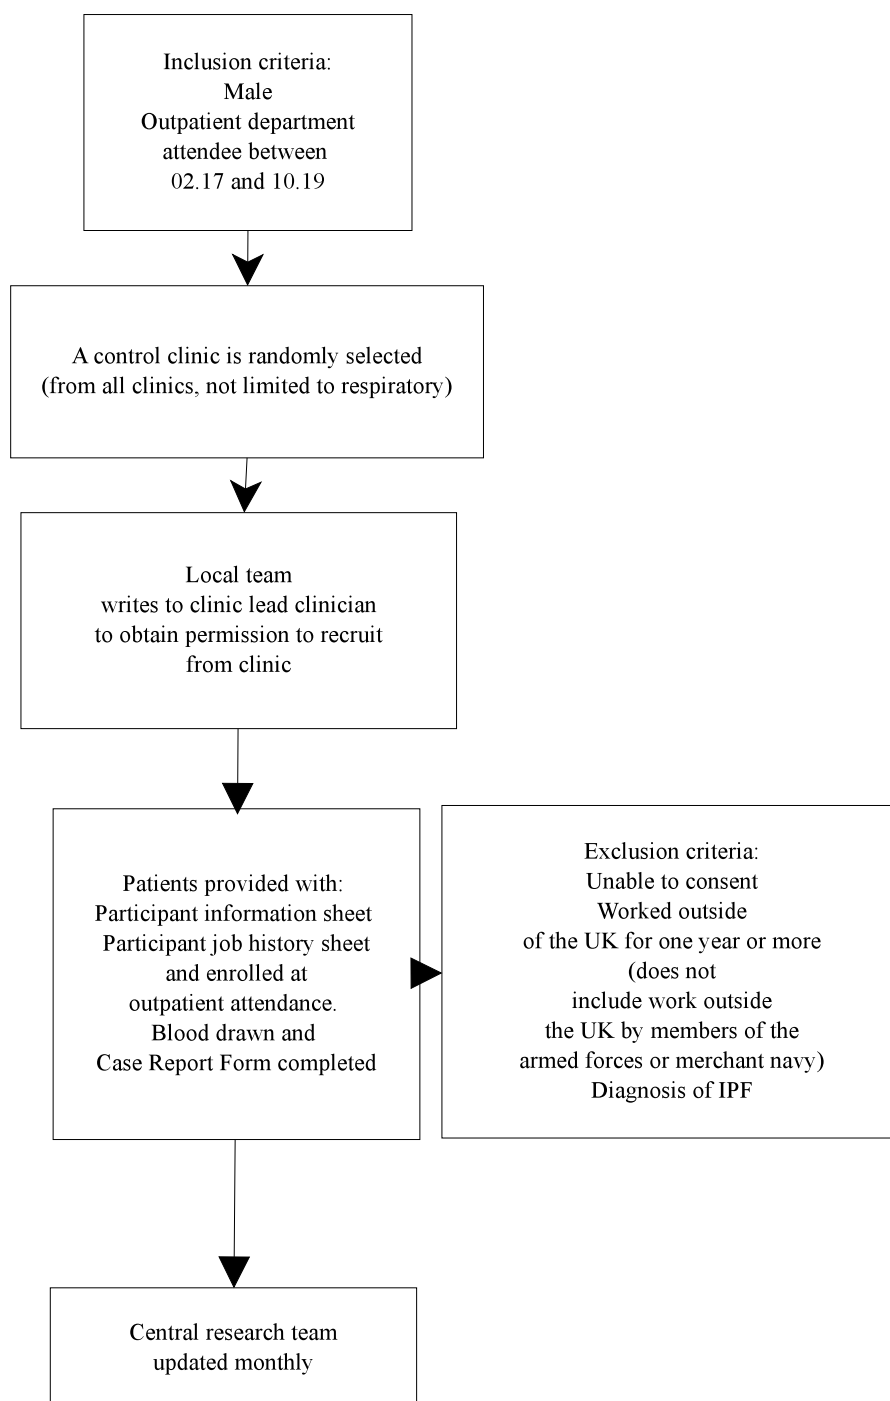 Inclusion criteria:
Male
Outpatient department
attendee between
02.17 and 10.19
A control clinic is randomly selected
(from all clinics, not limited to respiratory)
Local team
writes to clinic lead clinician
to obtain permission to recruit
from clinic
Patients provided with:
Participant information sheet
Participant job history sheet
and enrolled at
outpatient attendance.
Blood drawn and
Case Report Form completed
Exclusion criteria:
Unable to consent
Worked outside
of the UK for one year or more
(does not
include work outside
the UK by members of the
armed forces or merchant navy)
Diagnosis of IPF
Central research team
updated monthly